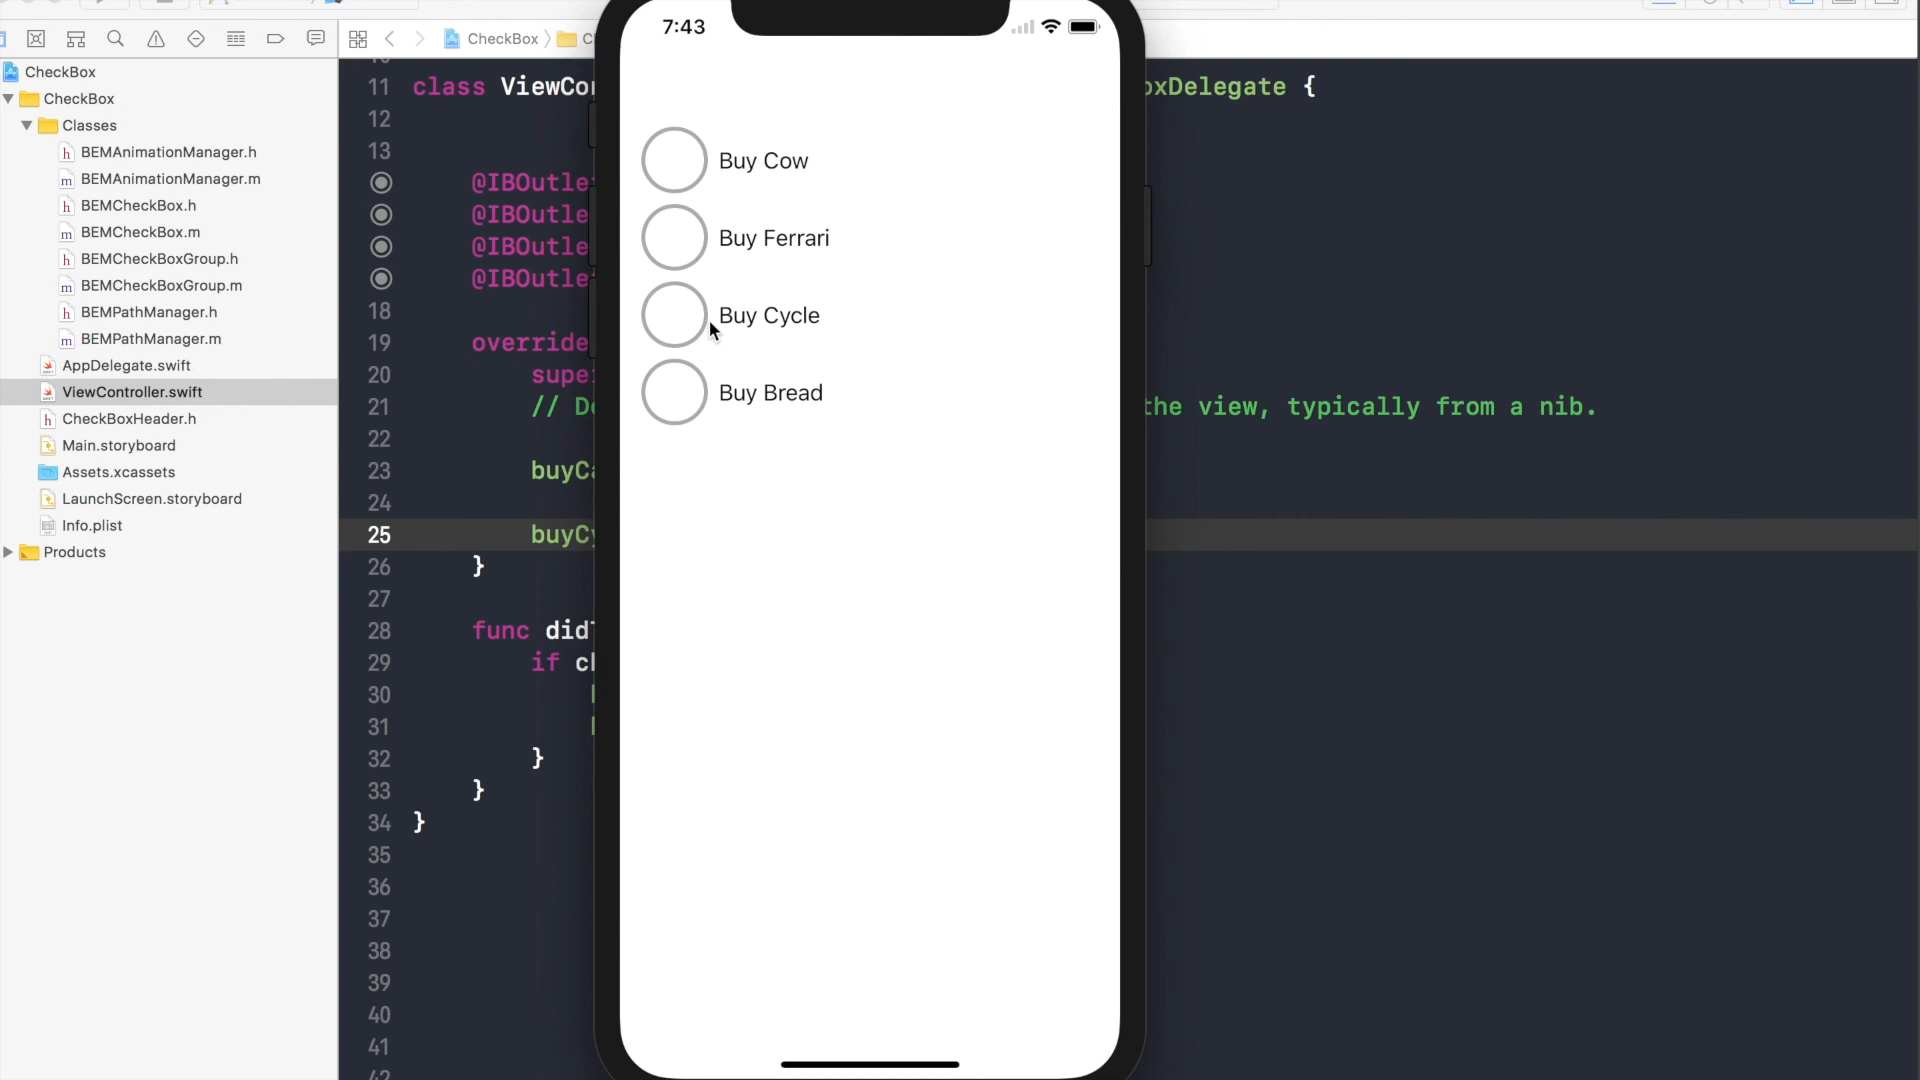 CheckBox
CheckBox
Classes
h BEMAnimationManager.h
m BEMAnimationManager.m
h BEMCheckBox.h
m BEMCheckBox.m
h BEMCheckBoxGroup.h
m BEMCheckBoxGroup.m
h BEMPathManager.h
m BEMPathManager.m
AppDelegate.swift
ViewController.swift
h CheckBoxHeader.h
Main.storyboard
Assets.xcassets
LaunchScreen.storyboard
Info.plist
Products
CheckBox
11 class ViewCo oxDelegate {
12
13
@IBOutle
@IBOutle
@IBOutle
@IBOutle
18
19 override
20 supe
21 // D the view, typically from a nib.
22
23 buyCa
24
25 buyCy
26 }
27
28 func did
29 if c
30
31
32 }
33 }
34 }
35
36
37
38
39
40
41
42
7:43
Buy Cow
Buy Ferrari
Buy Cycle
Buy Bread